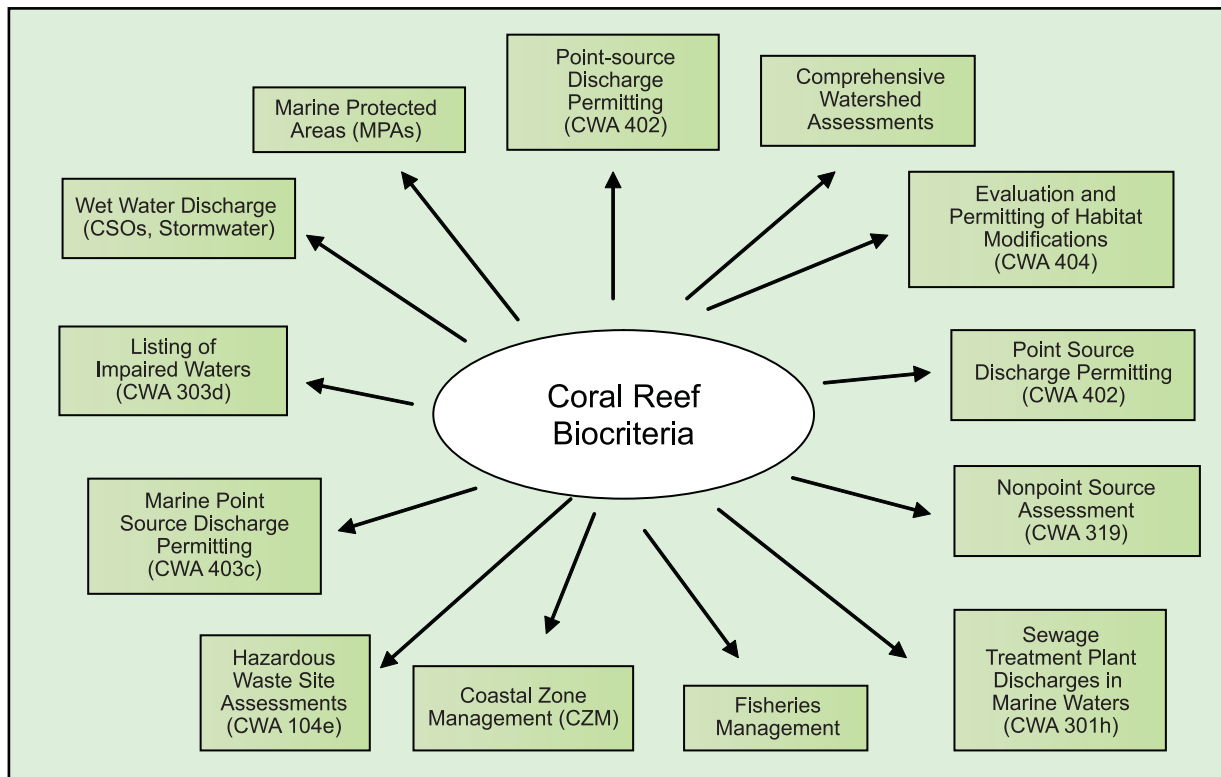 Point-source
Discharge
Permitting
(CWA 402)
Comprehensive
Watershed
Assessments
Marine Protected
Areas (MPAs)
Evaluation and
Permitting of Habitat
Modifications
(CWA 404)
Wet Water Discharge
(CSOs, Stormwater)
Listing of
Impaired Waters
(CWA 303d)
Point Source
Discharge Permitting
(CWA 402)
Coral Reef
Biocriteria
Marine Point
Source Discharge
Permitting
(CWA 403c)
Nonpoint Source
Assessment
(CWA 319)
Hazardous
Waste Site
Assessments
(CWA 104e)
Coastal Zone
Management (CZM)
Fisheries
Management
Sewage
Treatment Plant
Discharges in
Marine Waters
(CWA 301h)